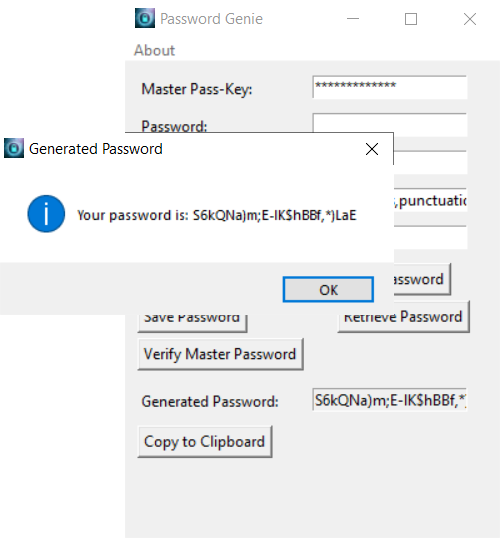 Password Genie
About
Master Pass-Key: *************
Password:
Generated Password
Your password is: S6kQNa)m;E-IK$hBBf,*)LaE
,punctuatio
assword
OK
Save Password
Retrieve Password
Verify Master Password
Generated Password: S6kQNa)m;E-IK$hBBf,*)
Copy to Clipboard